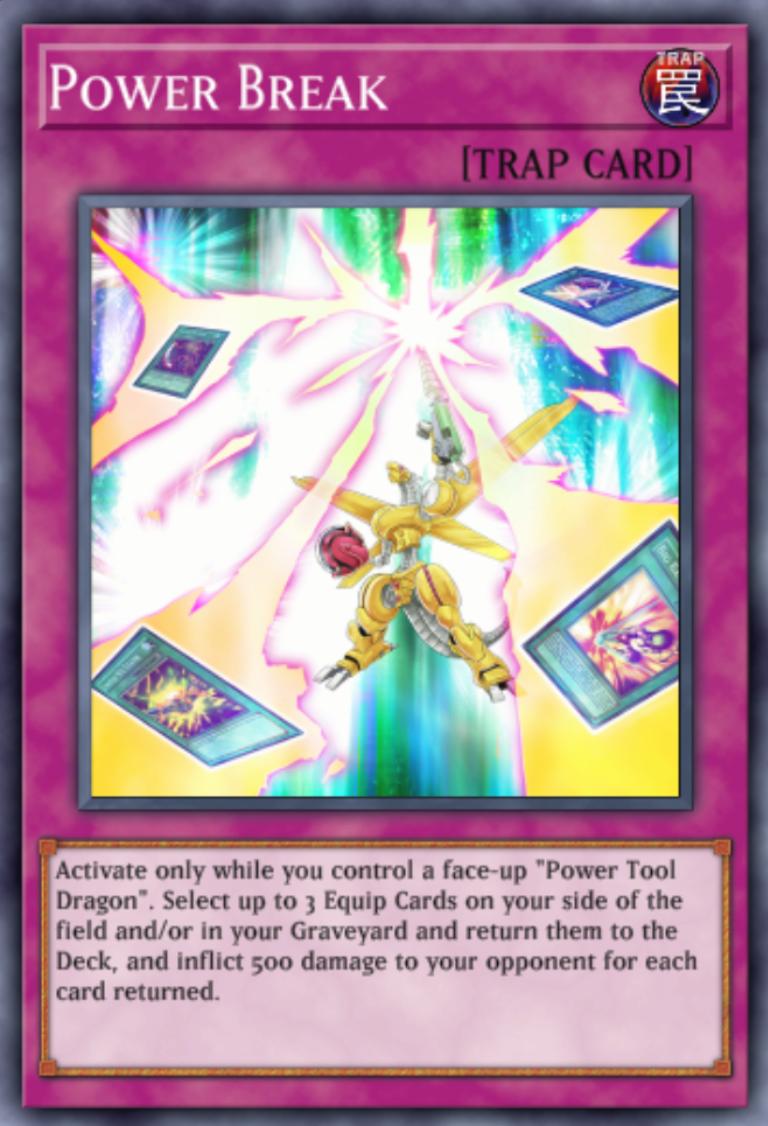 POWER BREAK
TRAP
罠
[TRAP CARD]
Activate only while you control a face-up "Power Tool
Dragon". Select up to 3 Equip Cards on your side of the
field and/or in your Graveyard and return them to the
Deck, and inflict 500 damage to your opponent for each
card returned.